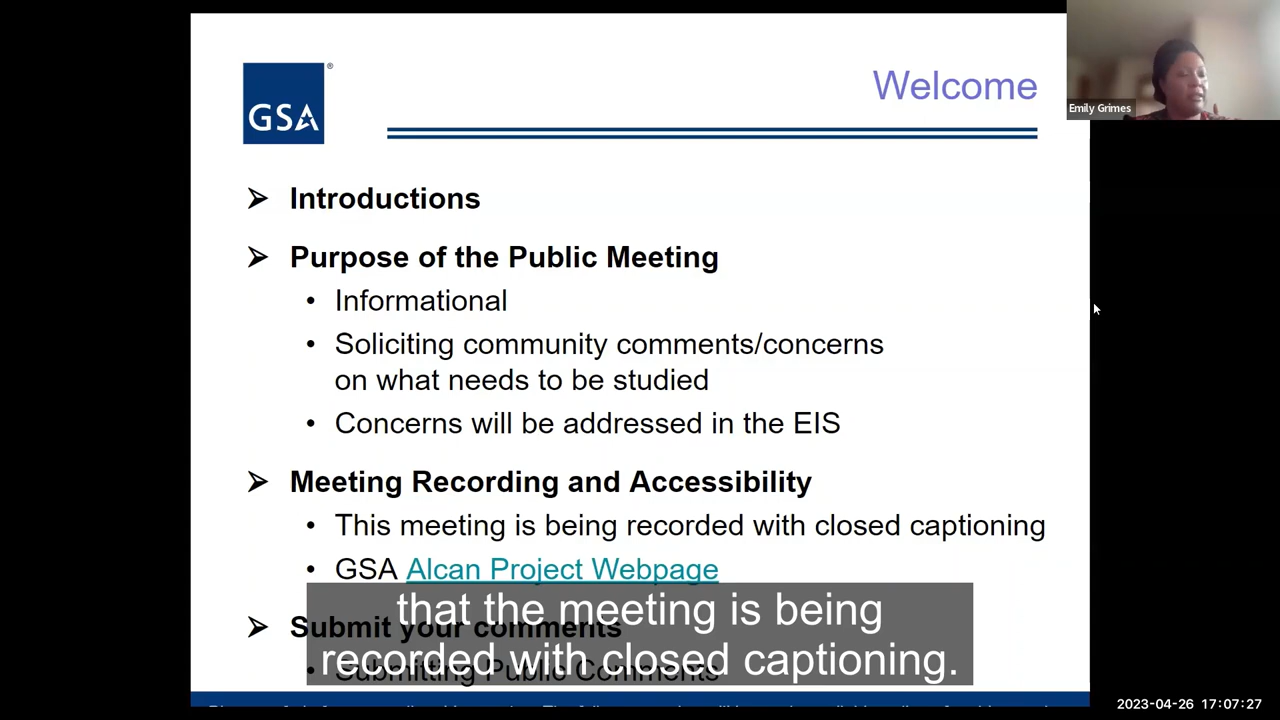 GSA
®
Welcome
Emily Grimes
Introductions
Purpose of the Public Meeting
• Informational
• Soliciting community comments/concerns
on what needs to be studied
• Concerns will be addressed in the EIS
Meeting Recording and Accessibility
• This meeting is being recorded with closed captioning
• GSA Alcan Project Webpage
Submit your comments
• Submitting Public Comments
that the meeting is being
recorded with closed captioning.
2023-04-26 17:07:27